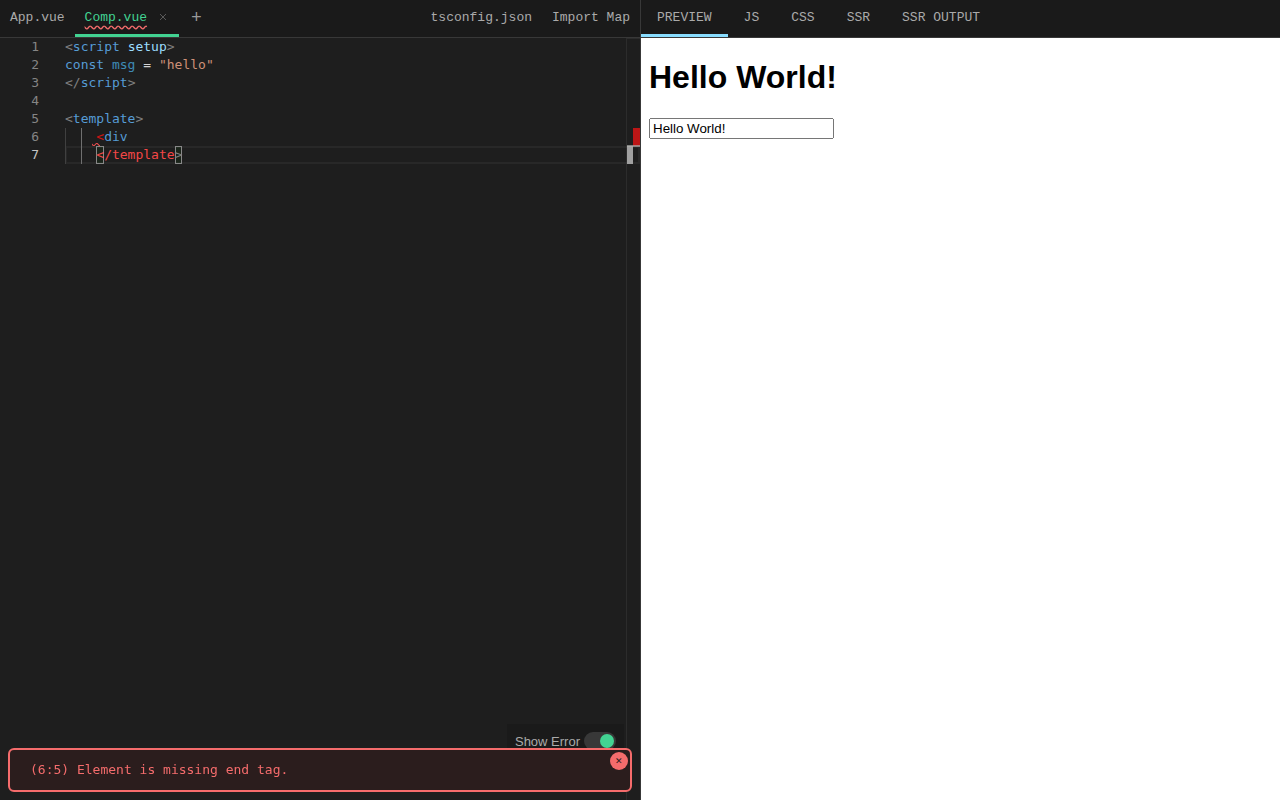 App.vue Comp.vue × + tsconfig.json Import Map
PREVIEW JS CSS SSR SSR OUTPUT
1 <script setup>
2 const msg = "hello"
3 </script>
4
5 <template>
6 <div
7 </template>
Show Error
(6:5) Element is missing end tag.
Hello World!
Hello World!